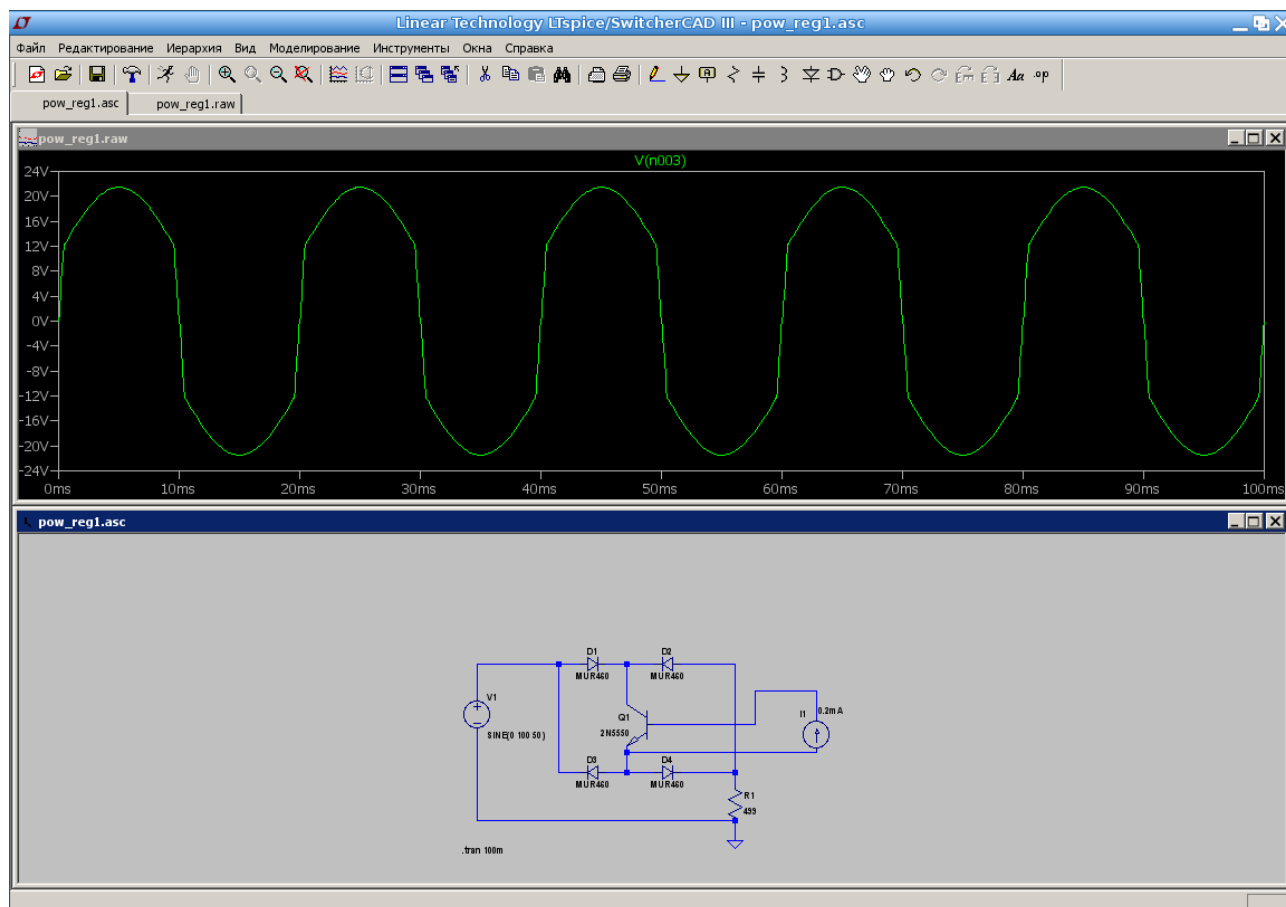 Linear Technology LTspice/SwitcherCAD III - pow_reg1.asc
Файл Редактирование Иерархия Вид Моделирование Инструменты Окна Справка
Aa .op
pow_reg1.asc pow_reg1.raw
pow_reg1.raw
V(n003)
24V
20V
16V
12V
8V
4V
0V
-4V
-8V
-12V
-16V
-20V
-24V
0ms 10ms 20ms 30ms 40ms 50ms 60ms 70ms 80ms 90ms 100ms
pow_reg1.asc
D1 D2
MUR460 MUR460
V1
SINE(0 100 50)
Q1
2N5550
I1 0.2mA
D3 D4
MUR460 MUR460
R1
499
.tran 100m